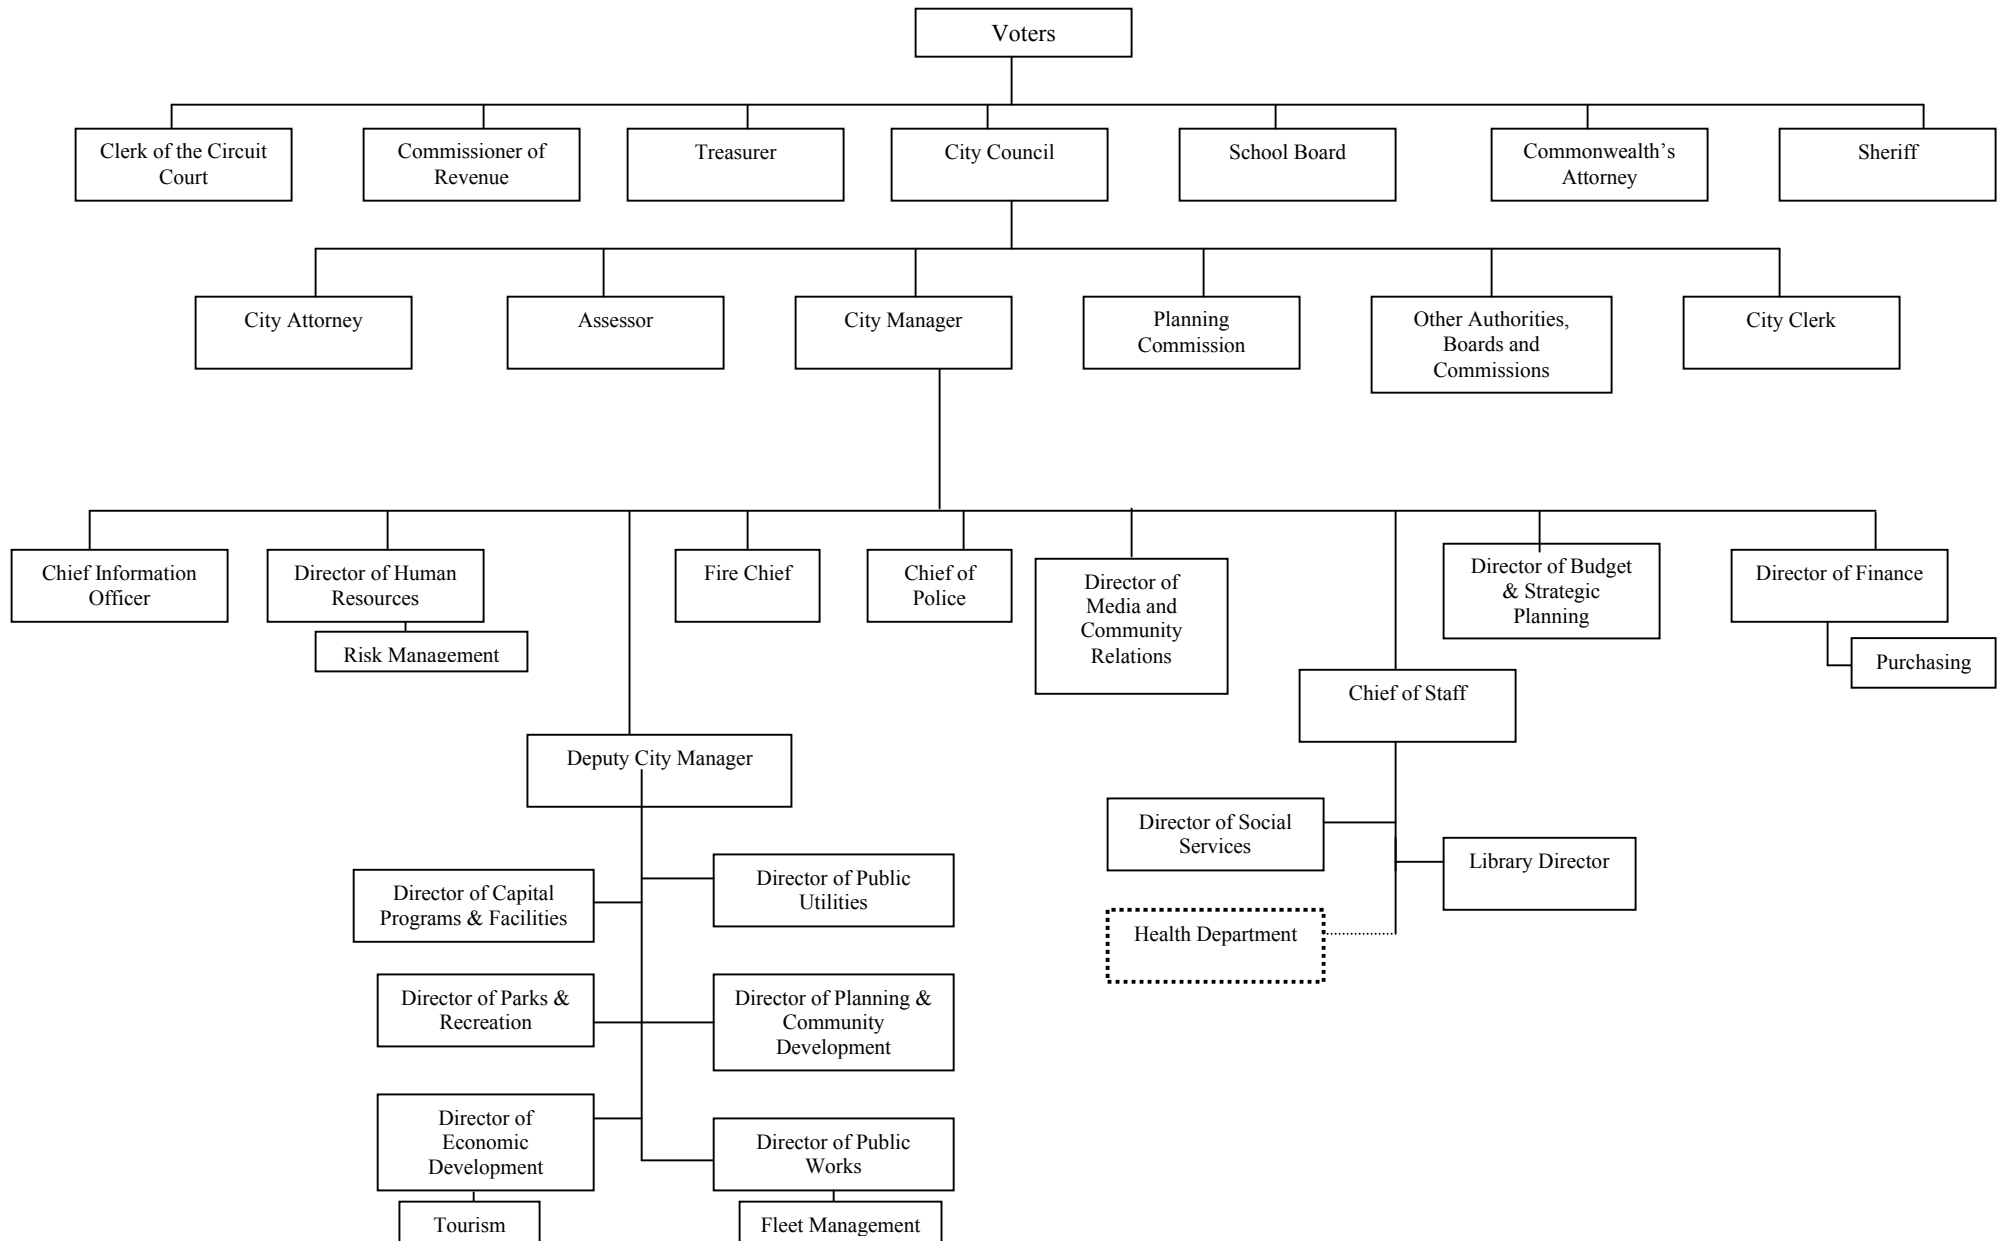 Voters
Clerk of the Circuit
Court
Commissioner of
Revenue
Treasurer
City Council
School Board
Commonwealth’s
Attorney
Sheriff
City Attorney
Assessor
City Manager
Planning
Commission
Other Authorities,
Boards and
Commissions
City Clerk
Chief Information
Officer
Director of Human
Resources
Risk Management
Fire Chief
Chief of
Police
Director of
Media and
Community
Relations
Director of Budget
& Strategic
Planning
Director of Finance
Purchasing
Chief of Staff
Deputy City Manager
Director of Social
Services
Library Director
Health Department
Director of Capital
Programs & Facilities
Director of Public
Utilities
Director of Parks &
Recreation
Director of Planning &
Community
Development
Director of
Economic
Development
Director of Public
Works
Tourism
Fleet Management